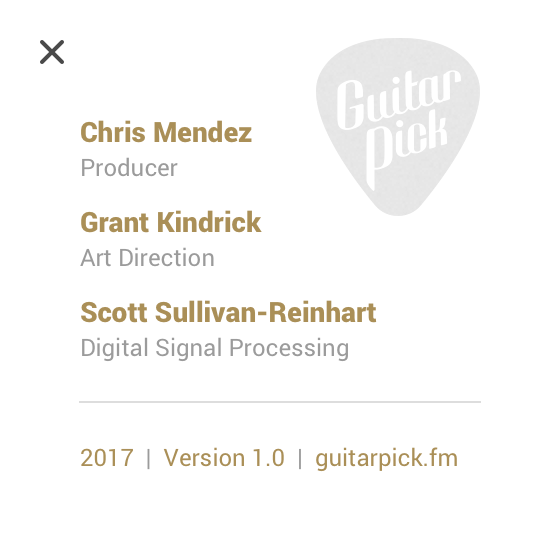 Guitar
Pick
Chris Mendez
Producer
Grant Kindrick
Art Direction
Scott Sullivan-Reinhart
Digital Signal Processing
2017 | Version 1.0 | guitarpick.fm